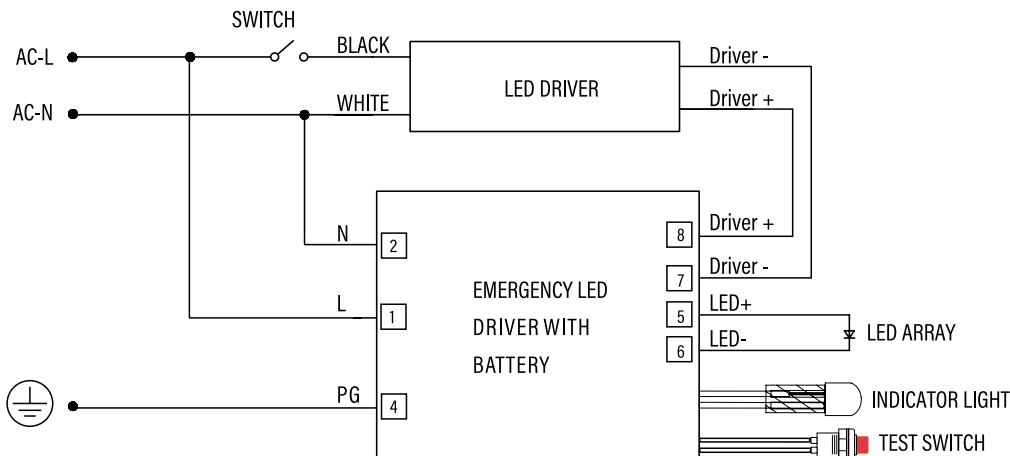 SWITCH
AC-L
BLACK
LED DRIVER
Driver -
AC-N
WHITE
Driver +
N
2
8
Driver +
7
Driver -
EMERGENCY LED
DRIVER WITH
BATTERY
L
1
5
LED+
6
LED-
LED ARRAY
PG
4
INDICATOR LIGHT
TEST SWITCH